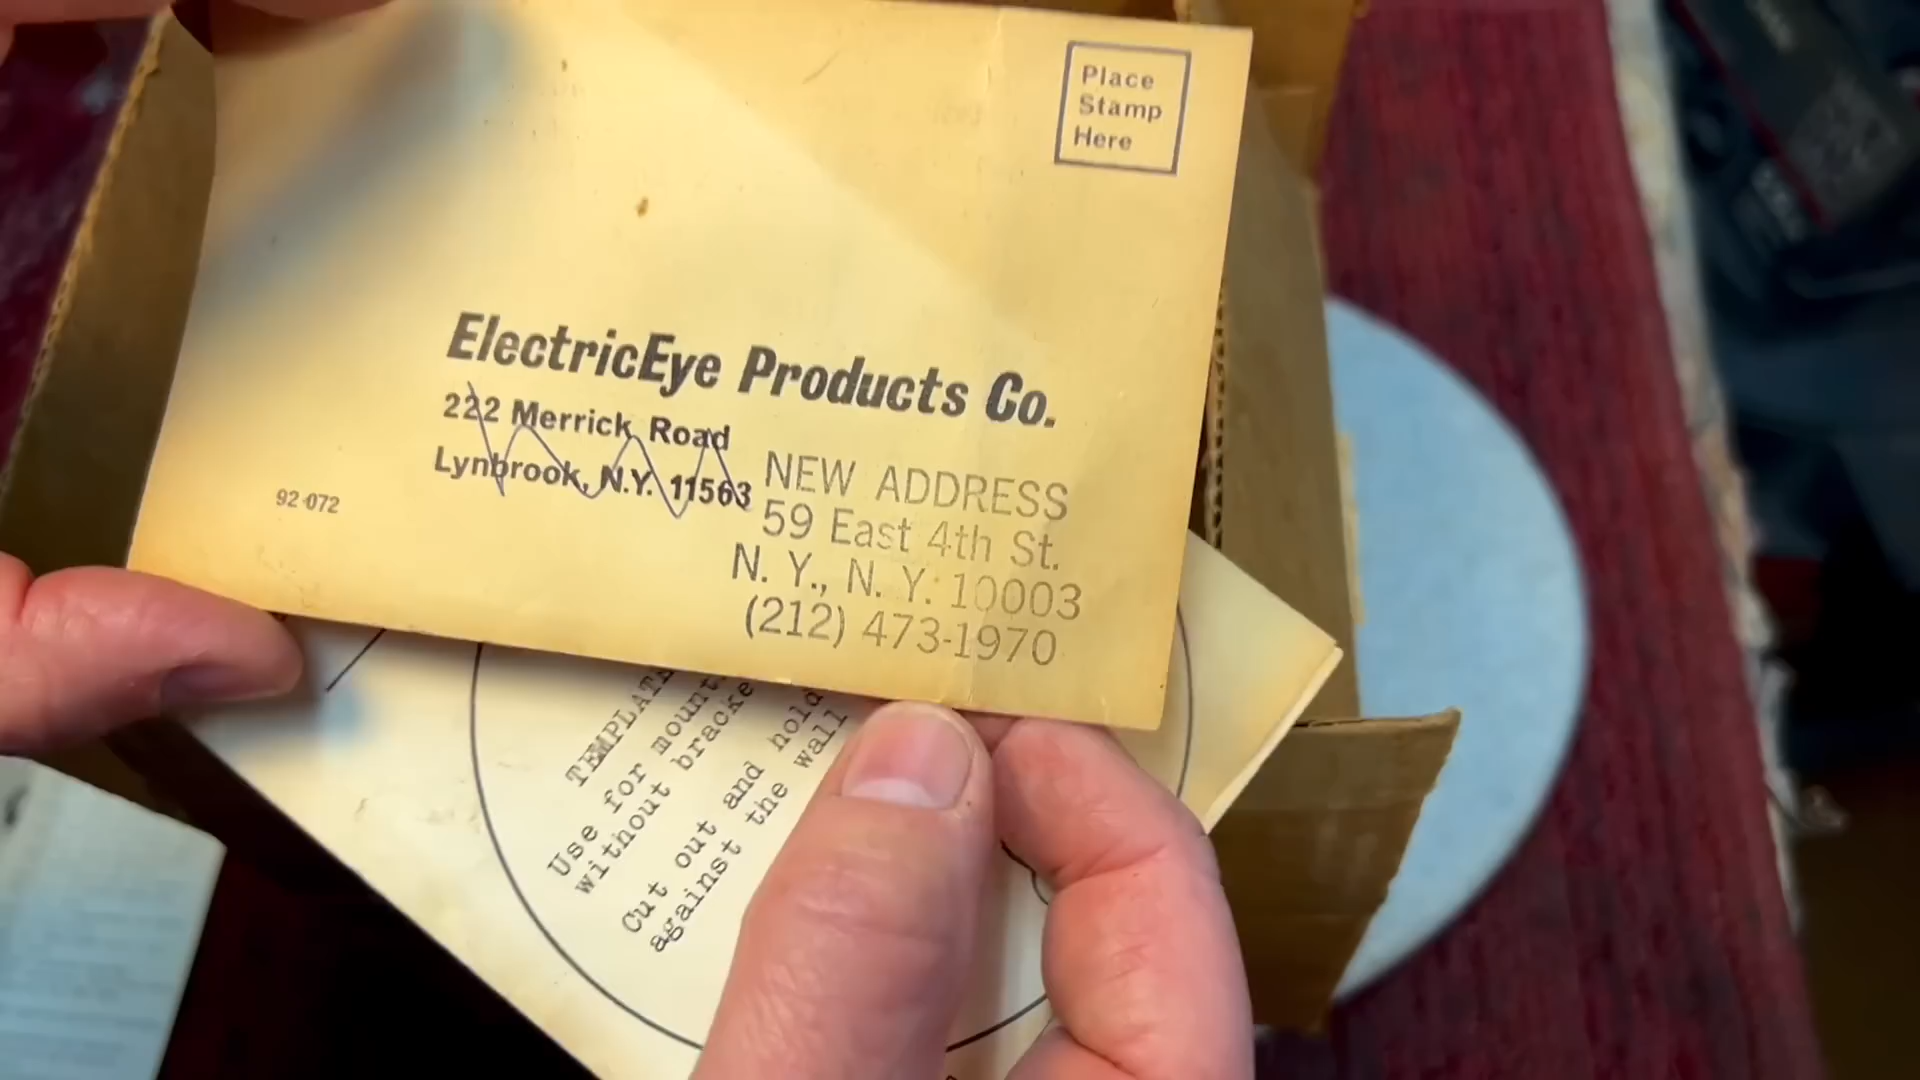 Place
Stamp
Here
ElectricEye Products Co.
222 Merrick Road
Lynbrook, N.Y. 11563
92-072
NEW ADDRESS
59 East 4th St.
N. Y., N. Y. 10003
(212) 473-1970
TEMPLATE
Use for mount
without bracke
Cut out and hold
against the wall